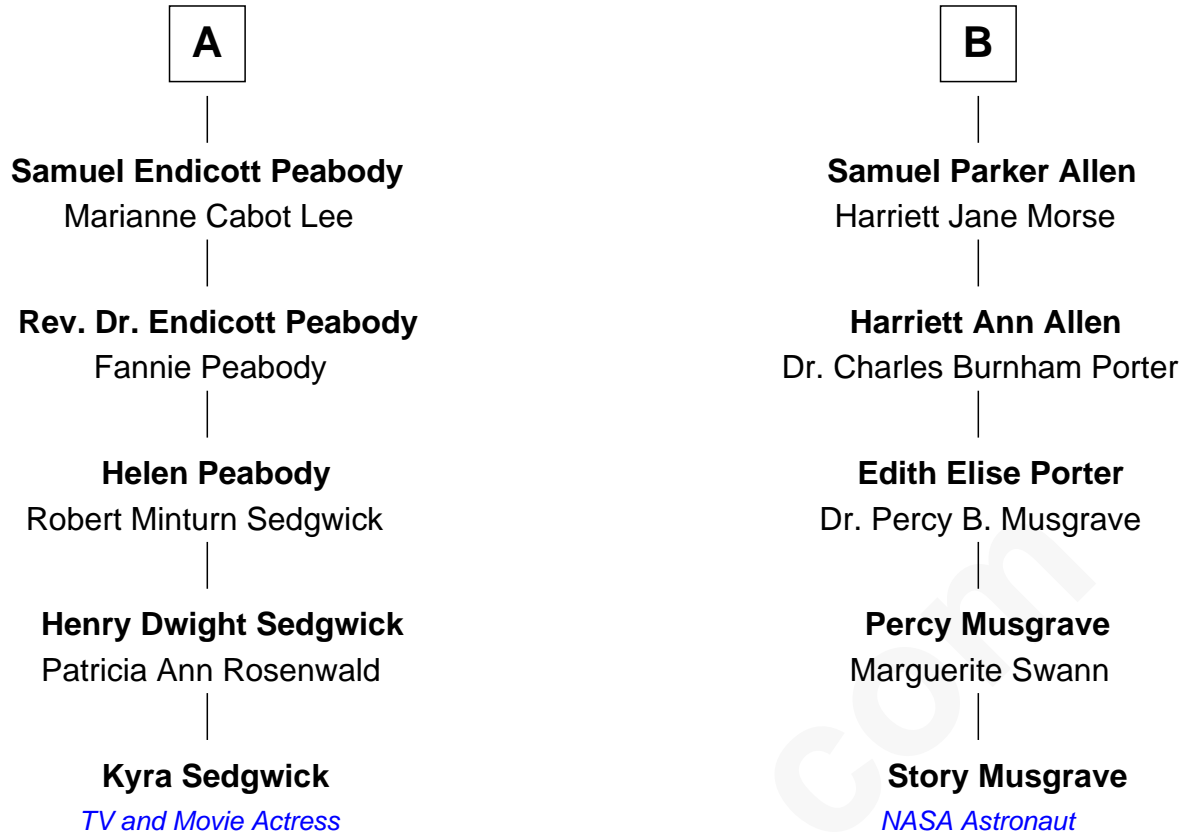 A
Samuel Endicott Peabody
Marianne Cabot Lee
Rev. Dr. Endicott Peabody
Fannie Peabody
Helen Peabody
Robert Minturn Sedgwick
Henry Dwight Sedgwick
Patricia Ann Rosenwald
Kyra Sedgwick
TV and Movie Actress
B
Samuel Parker Allen
Harriett Jane Morse
Harriett Ann Allen
Dr. Charles Burnham Porter
Edith Elise Porter
Dr. Percy B. Musgrave
Percy Musgrave
Marguerite Swann
Story Musgrave
NASA Astronaut
com